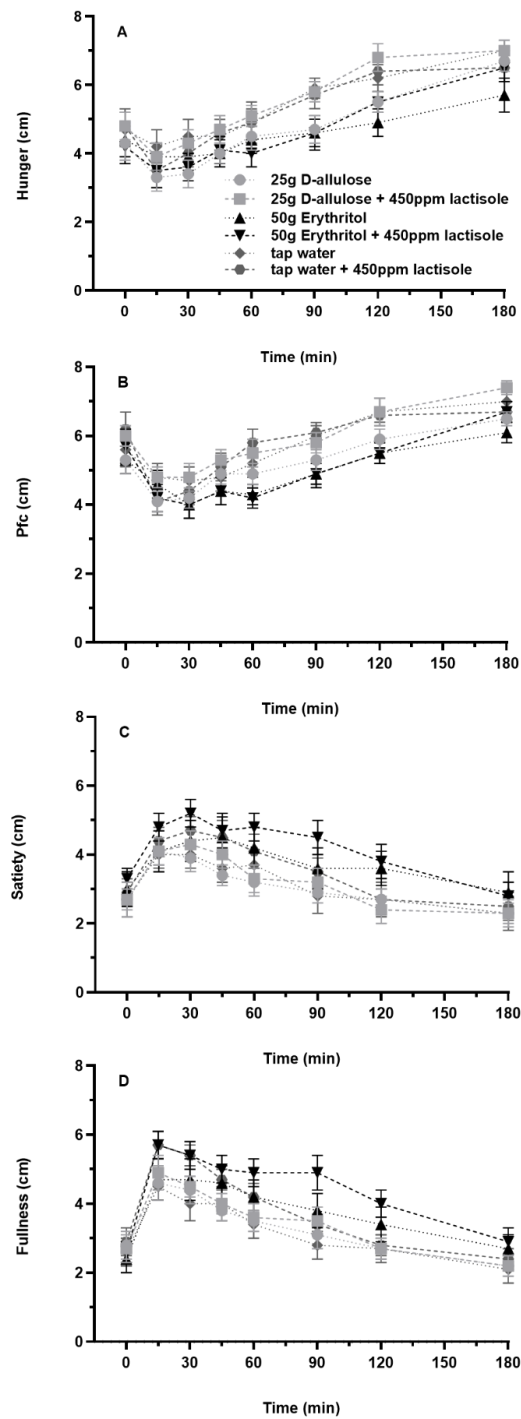 A
8
6
4
2
0
Hunger (cm)
25g D-allulose
25g D-allulose + 450ppm lactisole
50g Erythritol
50g Erythritol + 450ppm lactisole
tap water
tap water + 450ppm lactisole
0 30 60 90 120 150 180
Time (min)
B
8
6
4
2
0
Pfc (cm)
0 30 60 90 120 150 180
Time (min)
C
8
6
4
2
0
Satiety (cm)
0 30 60 90 120 150 180
Time (min)
D
8
6
4
2
0
Fullness (cm)
0 30 60 90 120 150 180
Time (min)